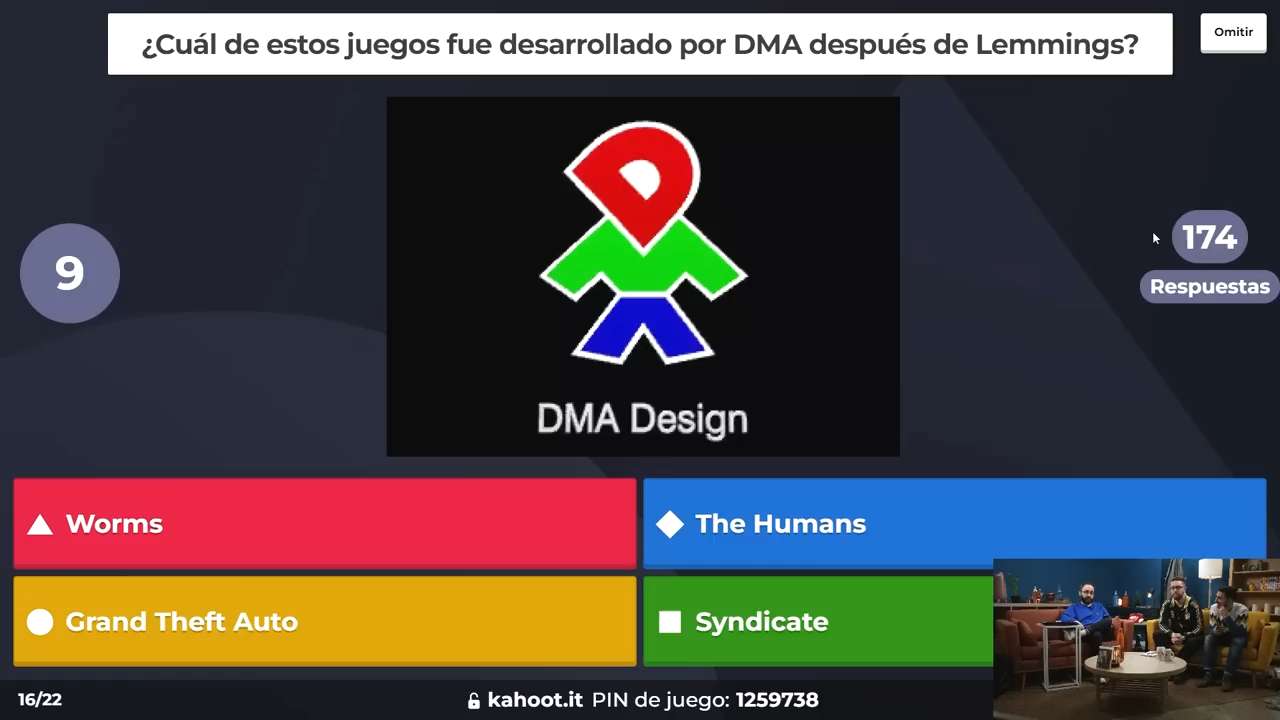 ¿Cuál de estos juegos fue desarrollado por DMA después de Lemmings?
Omitir
9
174
Respuestas
D
DMA Design
Worms
The Humans
Grand Theft Auto
Syndicate
16/22
kahoot.it PIN de juego: 1259738